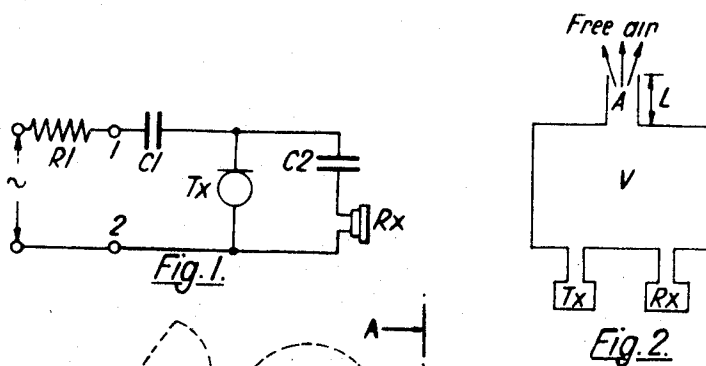 Free air
A
L
R1
1
C1
C2
Tx
V
~
Rx
2
Fig. 1.
Tx
Rx
A
Fig. 2.